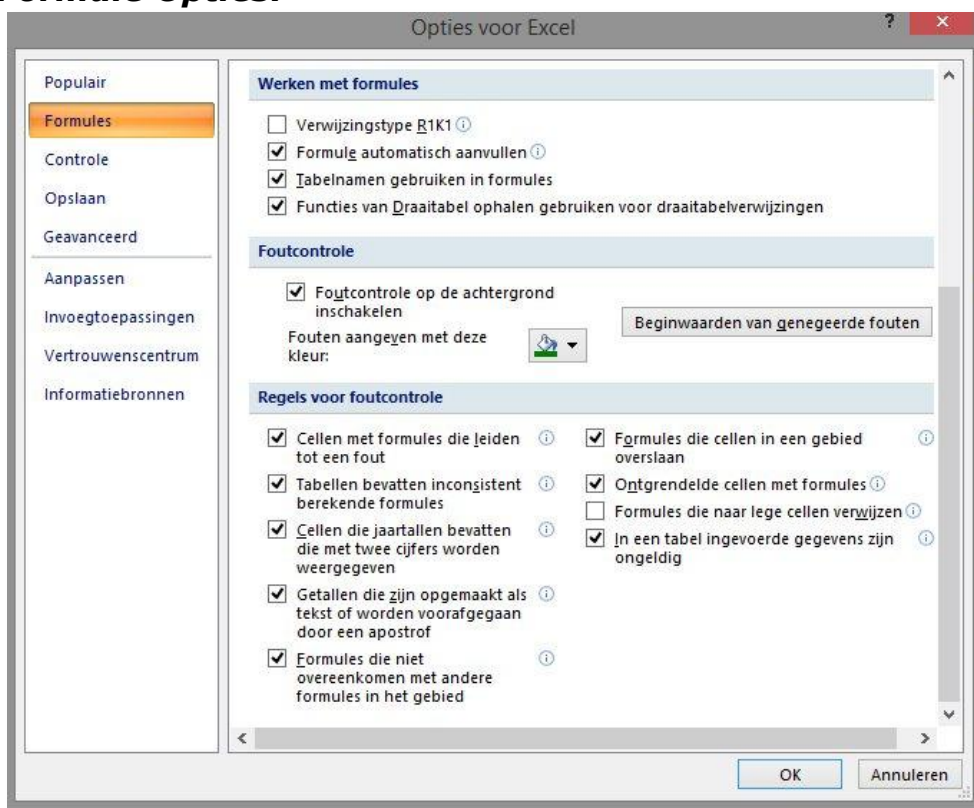 Formule opties:
Opties voor Excel
?
Populair
Formules
Controle
Opslaan
Geavanceerd
Aanpassen
Invoegtoepassingen
Vertrouwenscentrum
Informatiebronnen
Werken met formules
Verwijzingstype R1K1
Formule automatisch aanvullen
Tabelnamen gebruiken in formules
Functies van Draaitabel ophalen gebruiken voor draaitabelverwijzingen
Foutcontrole
Foutcontrole op de achtergrond
inschakelen
Fouten aangeven met deze
kleur:
Beginwaarden van genegeerde fouten
Regels voor foutcontrole
Cellen met formules die leiden
tot een fout
Tabellen bevatten inconsistent
berekende formules
Cellen die jaartallen bevatten
die met twee cijfers worden
weergegeven
Getallen die zijn opgemaakt als
tekst of worden voorafgegaan
door een apostrof
Formules die niet
overeenkomen met andere
formules in het gebied
Formules die cellen in een gebied
overslaan
Ontgrendelde cellen met formules
Formules die naar lege cellen verwijzen
In een tabel ingevoerde gegevens zijn
ongeldig
OK
Annuleren